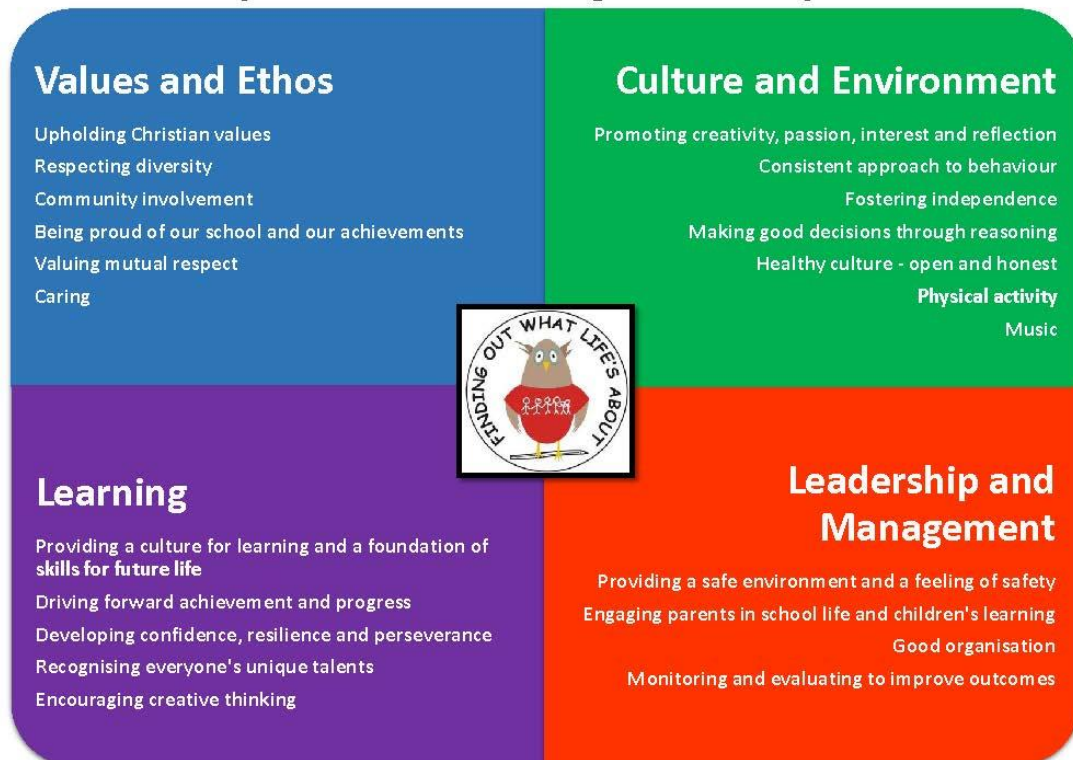 Values and Ethos
Upholding Christian values
Respecting diversity
Community involvement
Being proud of our school and our achievements
Valuing mutual respect
Caring
Culture and Environment
Promoting creativity, passion, interest and reflection
Consistent approach to behaviour
Fostering independence
Making good decisions through reasoning
Healthy culture - open and honest
Physical activity
Music
FINDING OUT WHAT LIFE'S ABOUT
Learning
Providing a culture for learning and a foundation of
skills for future life
Driving forward achievement and progress
Developing confidence, resilience and perseverance
Recognising everyone's unique talents
Encouraging creative thinking
Leadership and
Management
Providing a safe environment and a feeling of safety
Engaging parents in school life and children's learning
Good organisation
Monitoring and evaluating to improve outcomes